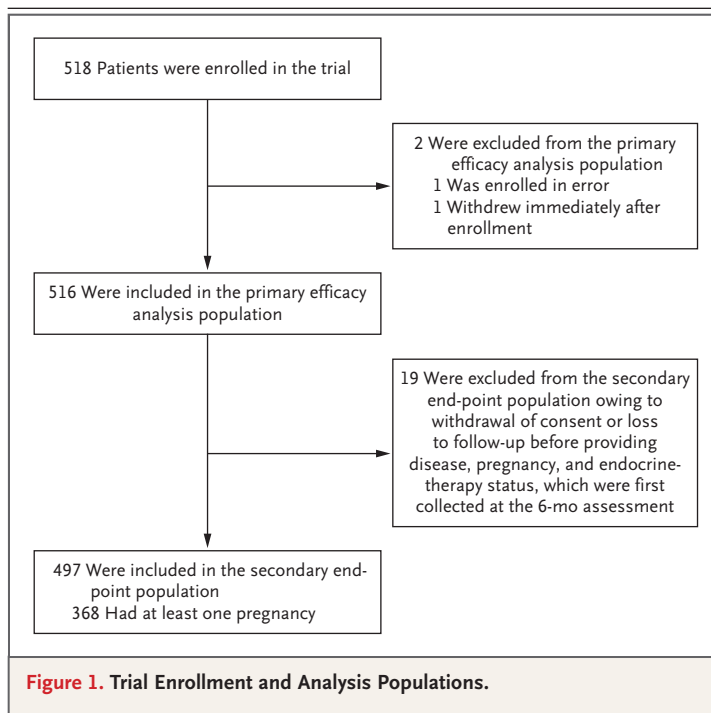 518 Patients were enrolled in the trial
2 Were excluded from the primary
efficacy analysis population
1 Was enrolled in error
1 Withdrew immediately after
enrollment
516 Were included in the primary efficacy
analysis population
19 Were excluded from the secondary
end-point population owing to
withdrawal of consent or loss
to follow-up before providing
disease, pregnancy, and endocrine-
therapy status, which were first
collected at the 6-mo assessment
497 Were included in the secondary end-
point population
368 Had at least one pregnancy
Figure 1. Trial Enrollment and Analysis Populations.